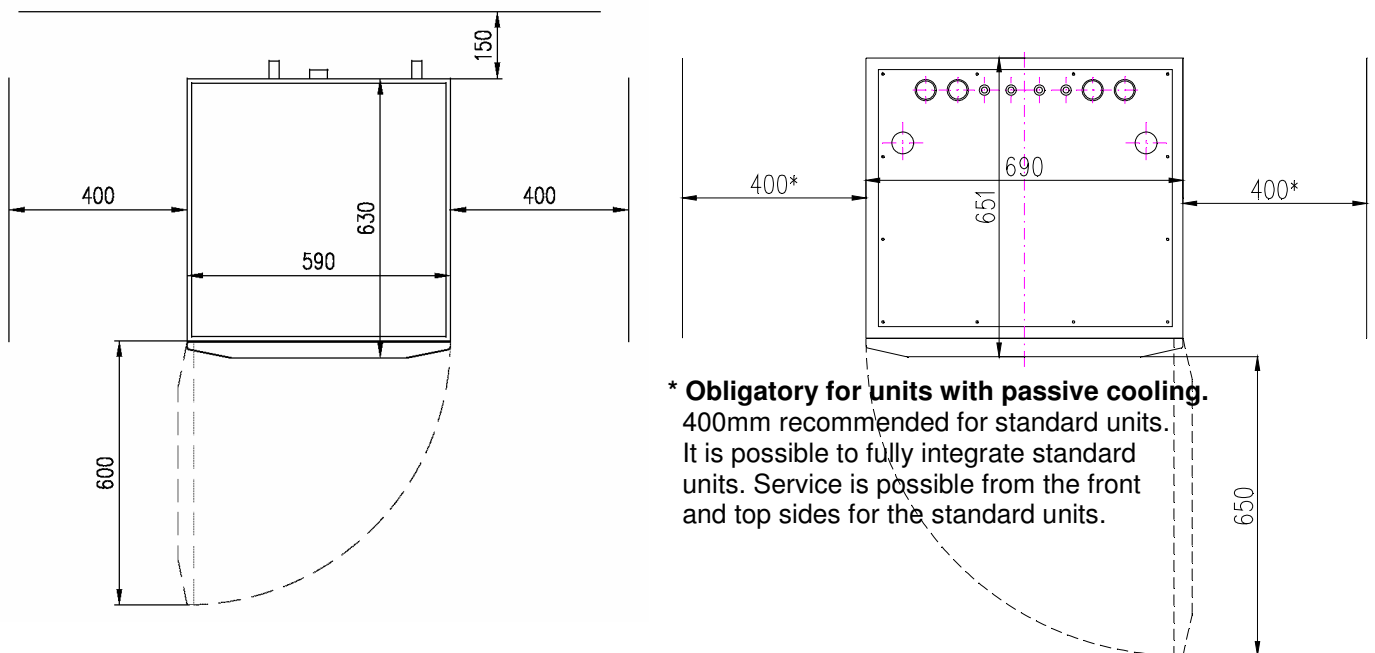 150
400
400
630
590
600
690
651
400*
400*
* Obligatory for units with passive cooling.
400mm recommended for standard units.
It is possible to fully integrate standard
units. Service is possible from the front
and top sides for the standard units.
650